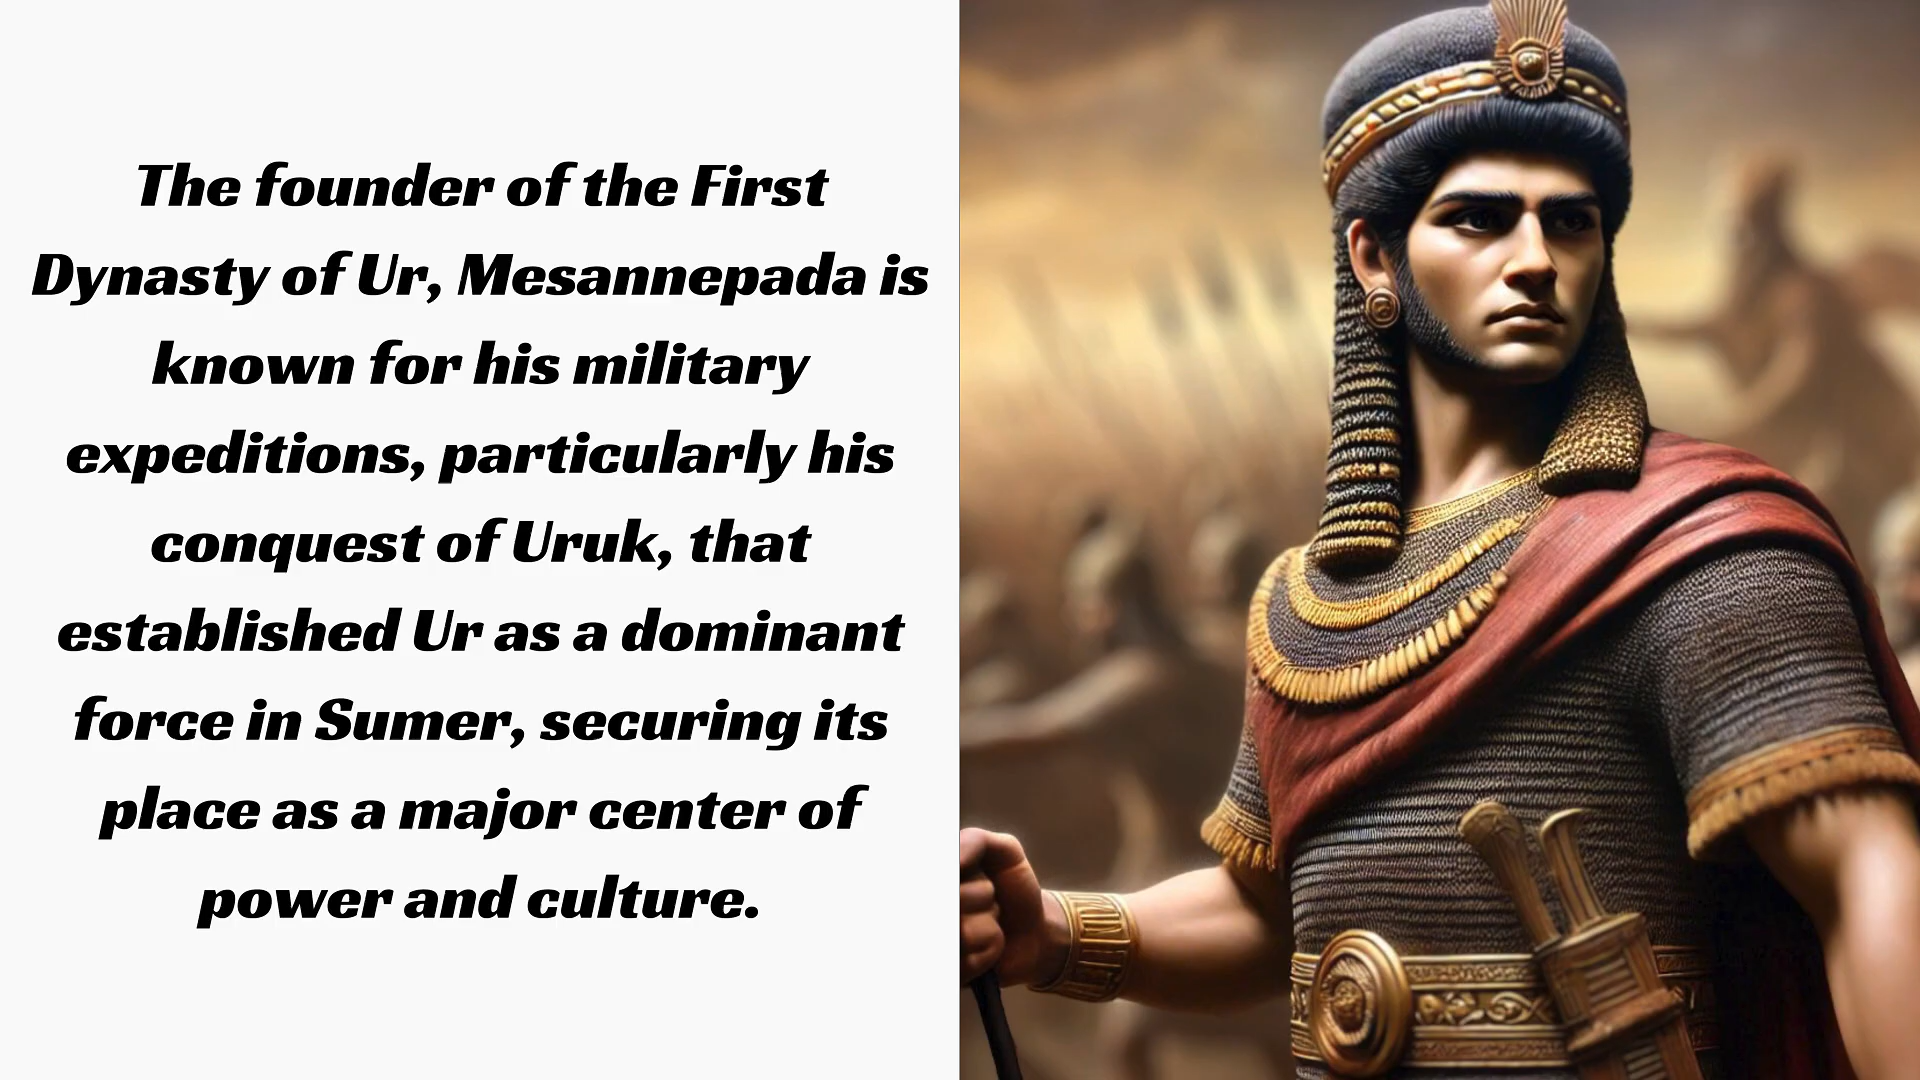 The founder of the First
Dynasty of Ur, Mesannepada is
known for his military
expeditions, particularly his
conquest of Uruk, that
established Ur as a dominant
force in Sumer, securing its
place as a major center of
power and culture.